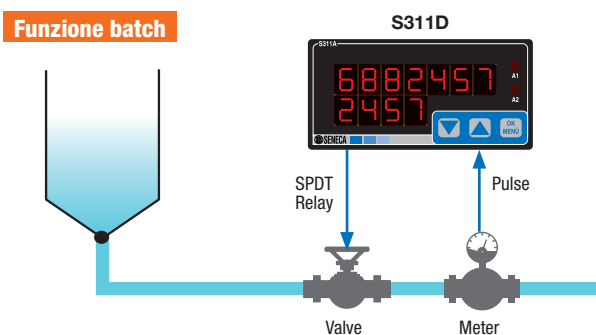 Funzione batch
S311D
S311A
6882457
A1
2457
A2
OK
MENU
SENECA
SPDT
Relay
Pulse
Valve
Meter